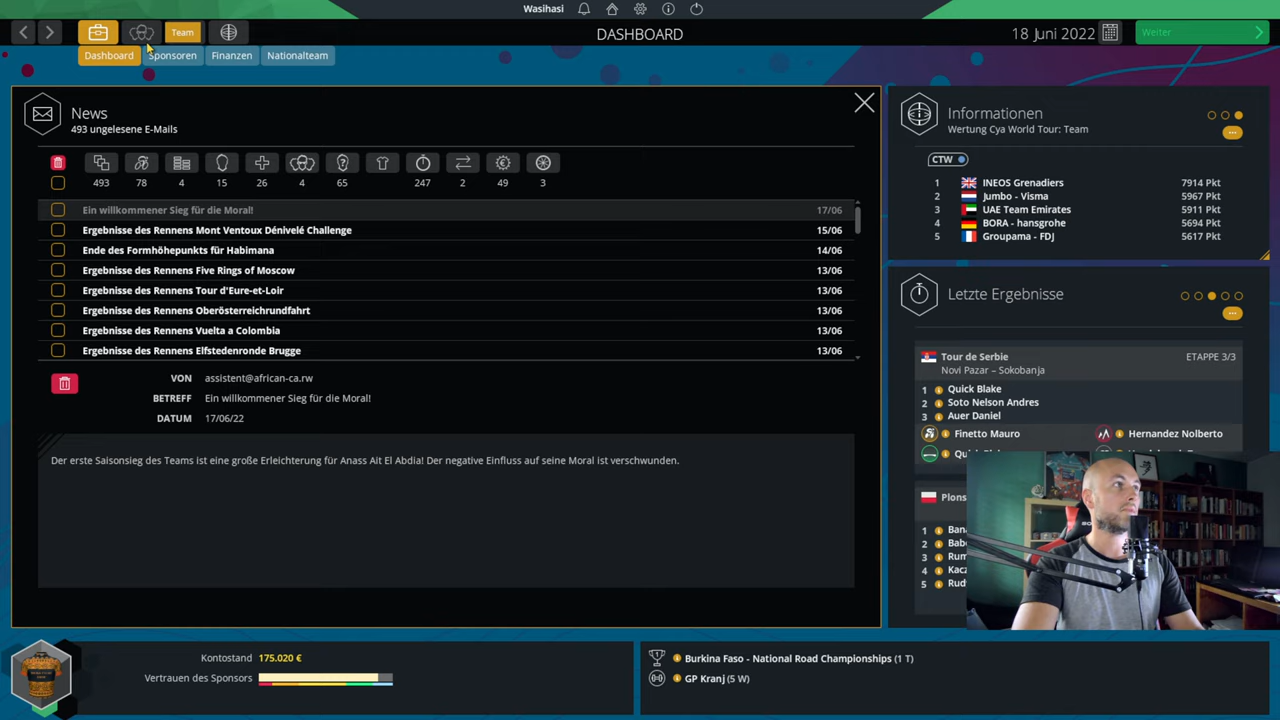 Wasihasi
Team
DASHBOARD
18 Juni 2022
Weiter
Dashboard
Sponsoren
Finanzen
Nationalteam
News
493 ungelesene E-Mails
493 78 4 15 26 4 65 247 2 49 3
Ein willkommener Sieg für die Moral! 17/06
Ergebnisse des Rennens Mont Ventoux Dénivelé Challenge 15/06
Ende des Formhöhepunkts für Habimana 14/06
Ergebnisse des Rennens Five Rings of Moscow 13/06
Ergebnisse des Rennens Tour d'Eure-et-Loir 13/06
Ergebnisse des Rennens Oberösterreichrundfahrt 13/06
Ergebnisse des Rennens Vuelta a Colombia 13/06
Ergebnisse des Rennens Elfstedenronde Brugge 13/06
VON assistent@african-ca.rw
BETREFF Ein willkommener Sieg für die Moral!
DATUM 17/06/22
Der erste Saisonsieg des Teams ist eine große Erleichterung für Anass Ait El Abdia! Der negative Einfluss auf seine Moral ist verschwunden.
Informationen
Wertung Cya World Tour: Team
CTW
1 INEOS Grenadiers 7914 Pkt
2 Jumbo - Visma 5967 Pkt
3 UAE Team Emirates 5911 Pkt
4 BORA - hansgrohe 5694 Pkt
5 Groupama - FDJ 5617 Pkt
Letzte Ergebnisse
Tour de Serbie ETAPPE 3/3
Novi Pazar – Sokobanja
1 Quick Blake
2 Soto Nelson Andres
3 Auer Daniel
Finetto Mauro Hernandez Nolberto
Plons
1 Bana
2 Babo
3 Rum
4 Kacz
5 Rud
Kontostand 175.020 €
Vertrauen des Sponsors
Burkina Faso - National Road Championships (1 T)
GP Kranj (5 W)